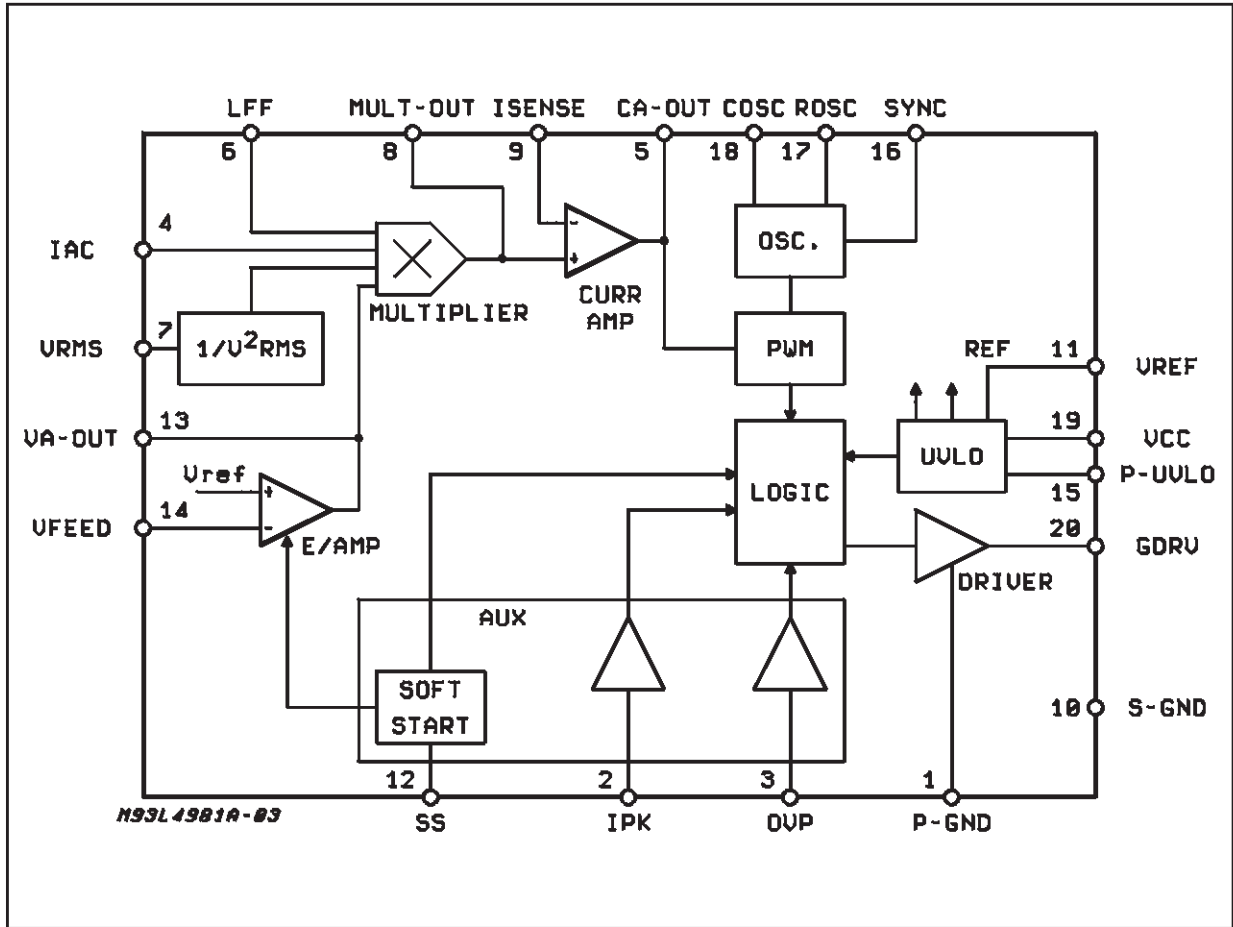 LFF MULT-OUT ISENSE CA-OUT COSC ROSC SYNC
6 8 9 5 18 17 16
4
IAC
- +
OSC.
MULTIPLIER
CURR
AMP
7
VRMS
1/V²RMS
PWM
REF 11
VREF
13
VA-OUT
19
VCC
UVLO
P-UVLO
15
Vref
+ -
14
VFEED
E/AMP
LOGIC
20
GDRV
DRIVER
AUX
SOFT
START
10 S-GND
12 2 3 1
M93L4981A-03
SS IPK OVP P-GND